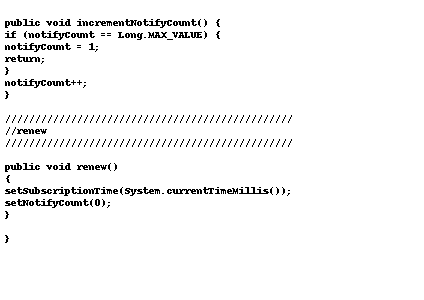 public void incrementNotifyCount() {
if (notifyCount == Long.MAX_VALUE) {
notifyCount = 1;
return;
}
notifyCount++;
}
////////////////////////////////////////////////
//renew
////////////////////////////////////////////////
public void renew()
{
setSubscriptionTime(System.currentTimeMillis());
setNotifyCount(0);
}
}